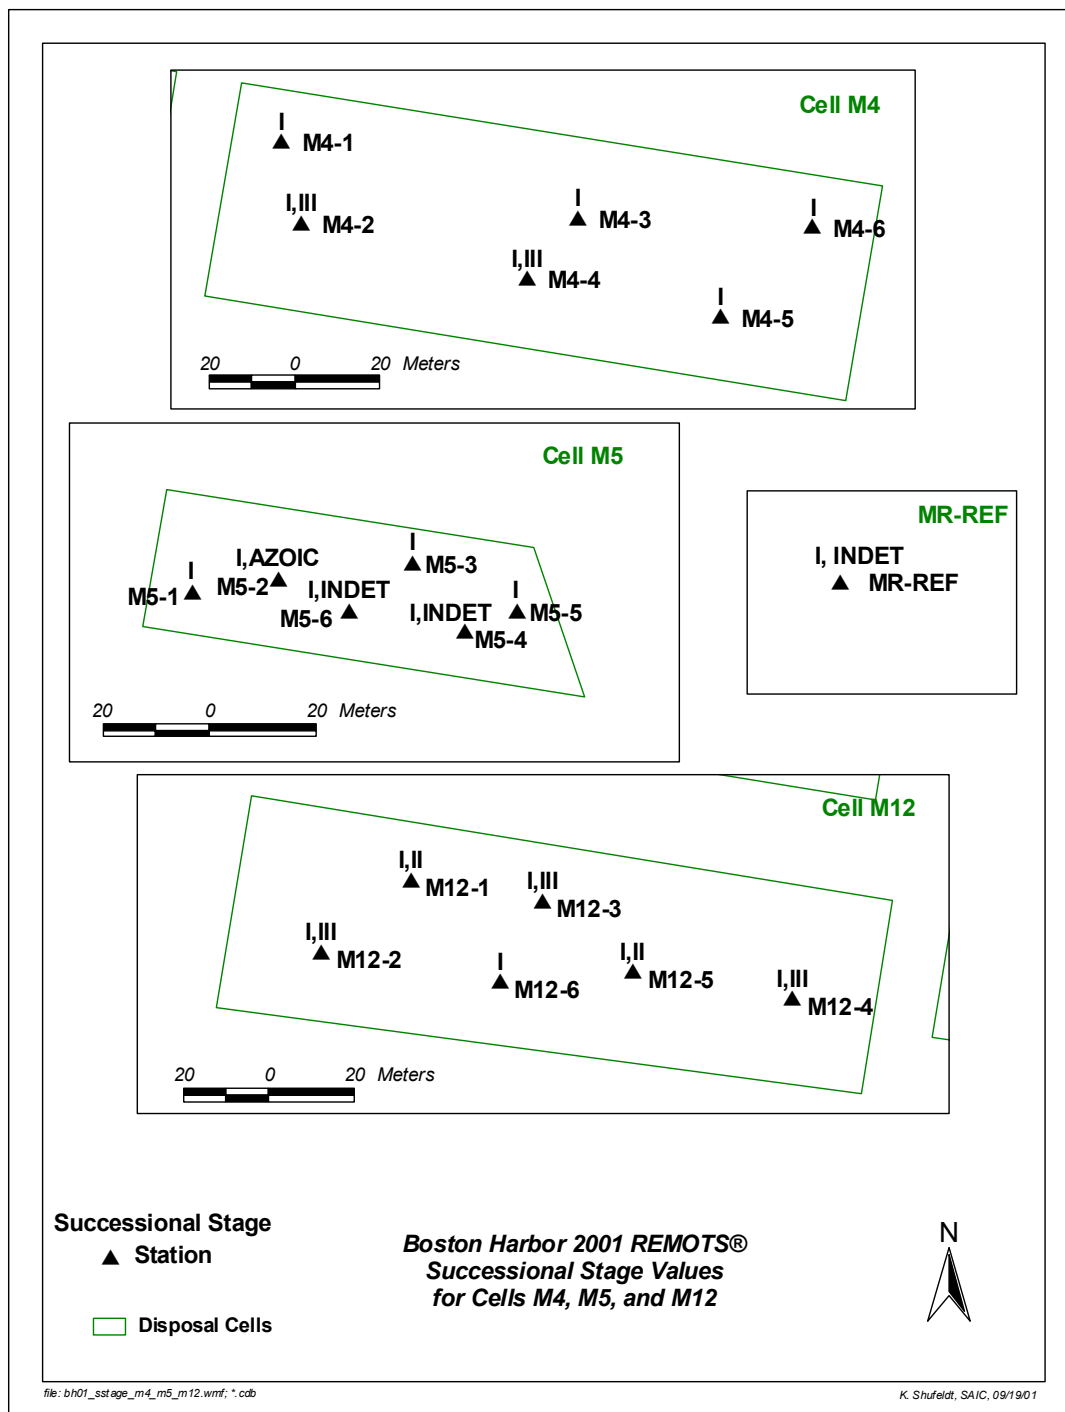 Cell M4
I
M4-1
I,III
M4-2
I
M4-3
I
M4-6
I,III
M4-4
I
M4-5
20 0 20 Meters
Cell M5
I
M5-1
I,AZOIC
M5-2
I
M5-3
I,INDET
M5-6
I,INDET
M5-4
I
M5-5
20 0 20 Meters
MR-REF
I, INDET
MR-REF
Cell M12
I,II
M12-1
I,III
M12-3
I,III
M12-2
I
M12-6
I,II
M12-5
I,III
M12-4
20 0 20 Meters
Successional Stage
Station
Disposal Cells
Boston Harbor 2001 REMOTS®
Successional Stage Values
for Cells M4, M5, and M12
N
file: bh01_sstage_m4_m5_m12.wmf; *.cdb
K. Shufeldt, SAIC, 09/19/01